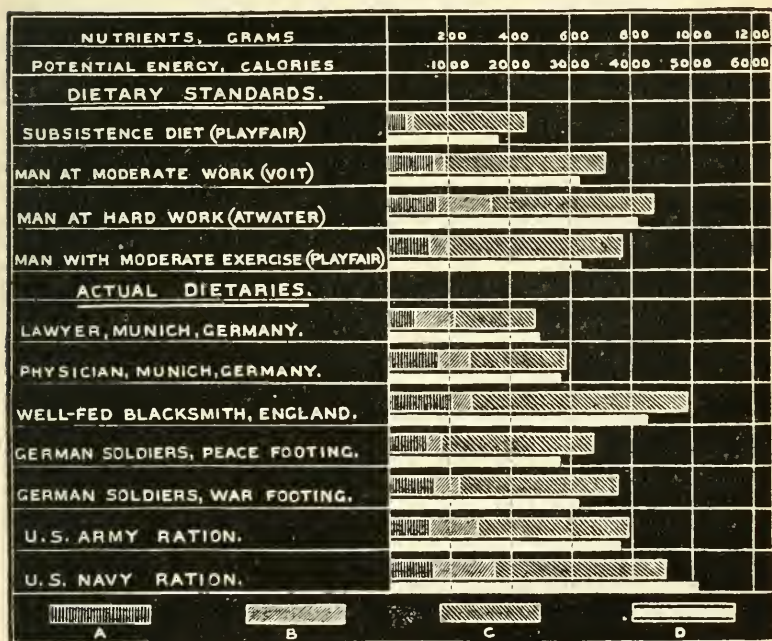 NUTRIENTS, GRAMS 200 400 600 800 1000 1200
POTENTIAL ENERGY, CALORIES 1000 2000 3000 4000 5000 6000
DIETARY STANDARDS.
SUBSISTENCE DIET (PLAYFAIR)
MAN AT MODERATE WORK (VOIT)
MAN AT HARD WORK (ATWATER)
MAN WITH MODERATE EXERCISE (PLAYFAIR)
ACTUAL DIETARIES.
LAWYER, MUNICH, GERMANY.
PHYSICIAN, MUNICH, GERMANY.
WELL-FED BLACKSMITH, ENGLAND.
GERMAN SOLDIERS, PEACE FOOTING.
GERMAN SOLDIERS, WAR FOOTING.
U.S. ARMY RATION.
U.S. NAVY RATION.
A B C D